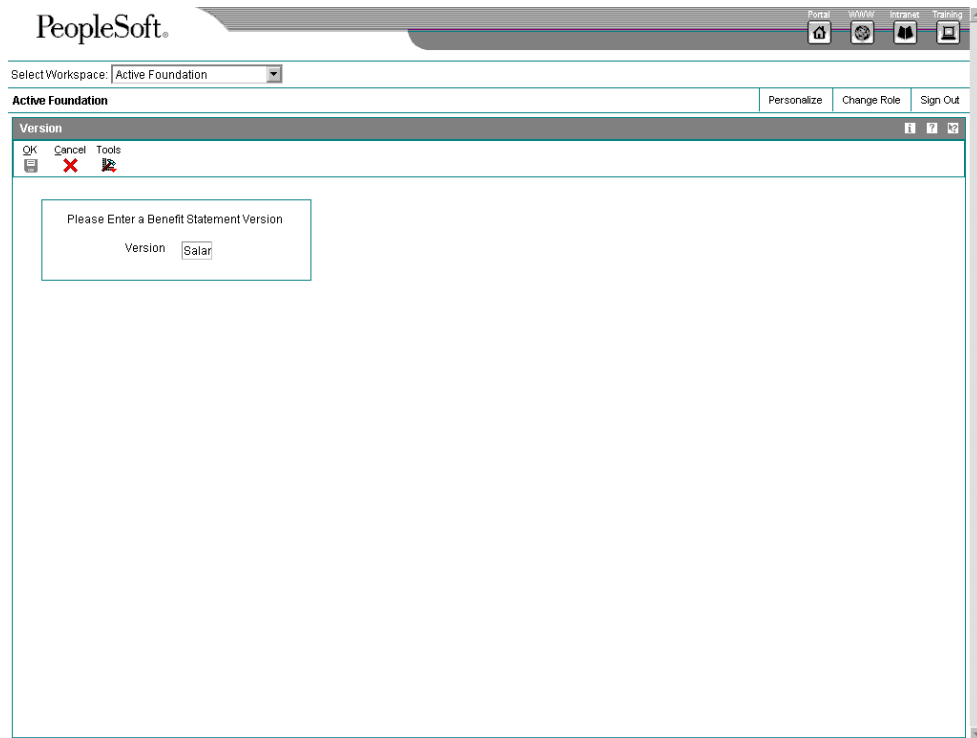 Portal WWW Intranet Training
PeopleSoft®
Select Workspace: Active Foundation
Active Foundation Personalize Change Role Sign Out
Version
OK Cancel Tools
Please Enter a Benefit Statement Version
Version Salar